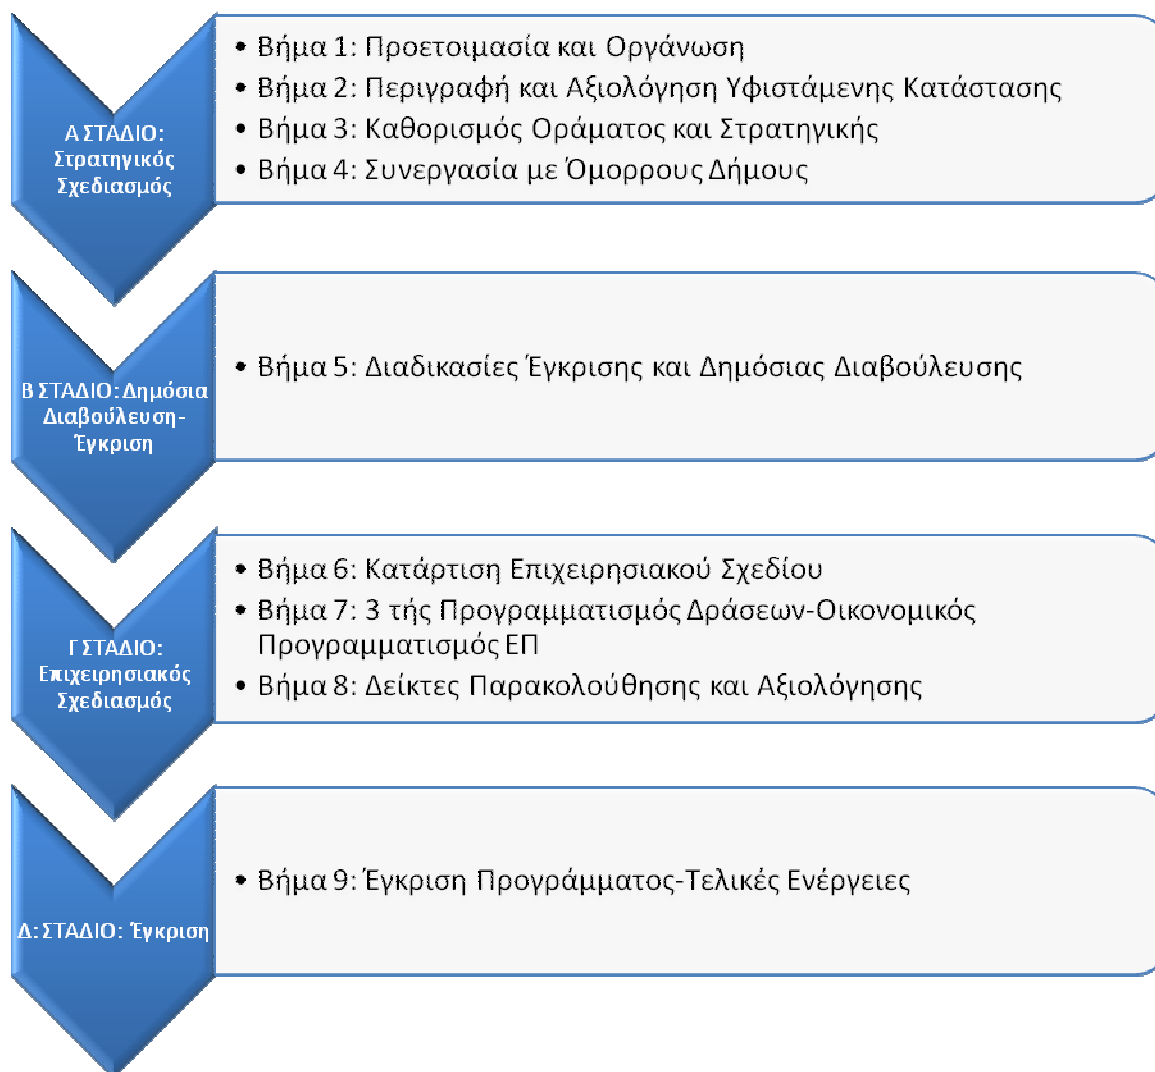 Α ΣΤΑΔΙΟ:
Στρατηγικός
Σχεδιασμός
• Βήμα 1: Προετοιμασία και Οργάνωση
• Βήμα 2: Περιγραφή και Αξιολόγηση Υφιστάμενης Κατάστασης
• Βήμα 3: Καθορισμός Οράματος και Στρατηγικής
• Βήμα 4: Συνεργασία με Όμορρους Δήμους
Β ΣΤΑΔΙΟ: Δημόσια
Διαβούλευση-
Έγκριση
• Βήμα 5: Διαδικασίες Έγκρισης και Δημόσιας Διαβούλευσης
Γ ΣΤΑΔΙΟ:
Επιχειρησιακός
Σχεδιασμός
• Βήμα 6: Κατάρτιση Επιχειρησιακού Σχεδίου
• Βήμα 7: 3 τής Προγραμματισμός Δράσεων-Οικονομικός
Προγραμματισμός ΕΠ
• Βήμα 8: Δείκτες Παρακολούθησης και Αξιολόγησης
Δ: ΣΤΑΔΙΟ: Έγκριση
• Βήμα 9: Έγκριση Προγράμματος-Τελικές Ενέργειες